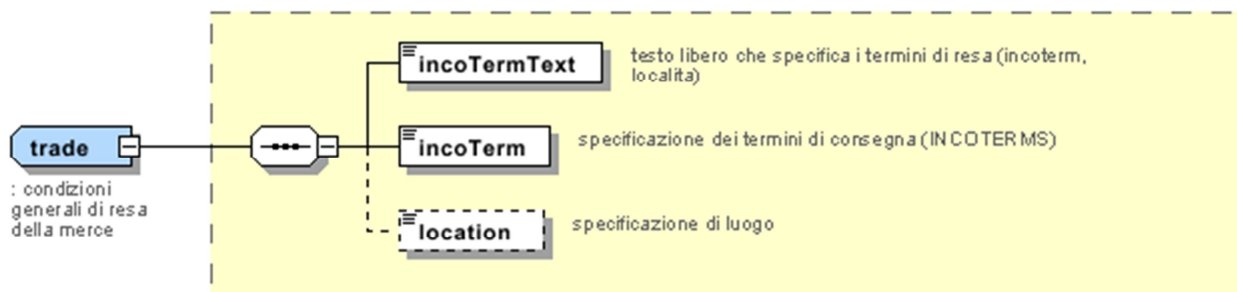 incoTermText
testo libero che specifica i termini di resa (incoterm,
localita)
trade
incoTerm
specificazione dei termini di consegna (INCOTERMS)
: condizioni
generali di resa
della merce
location
specificazione di luogo